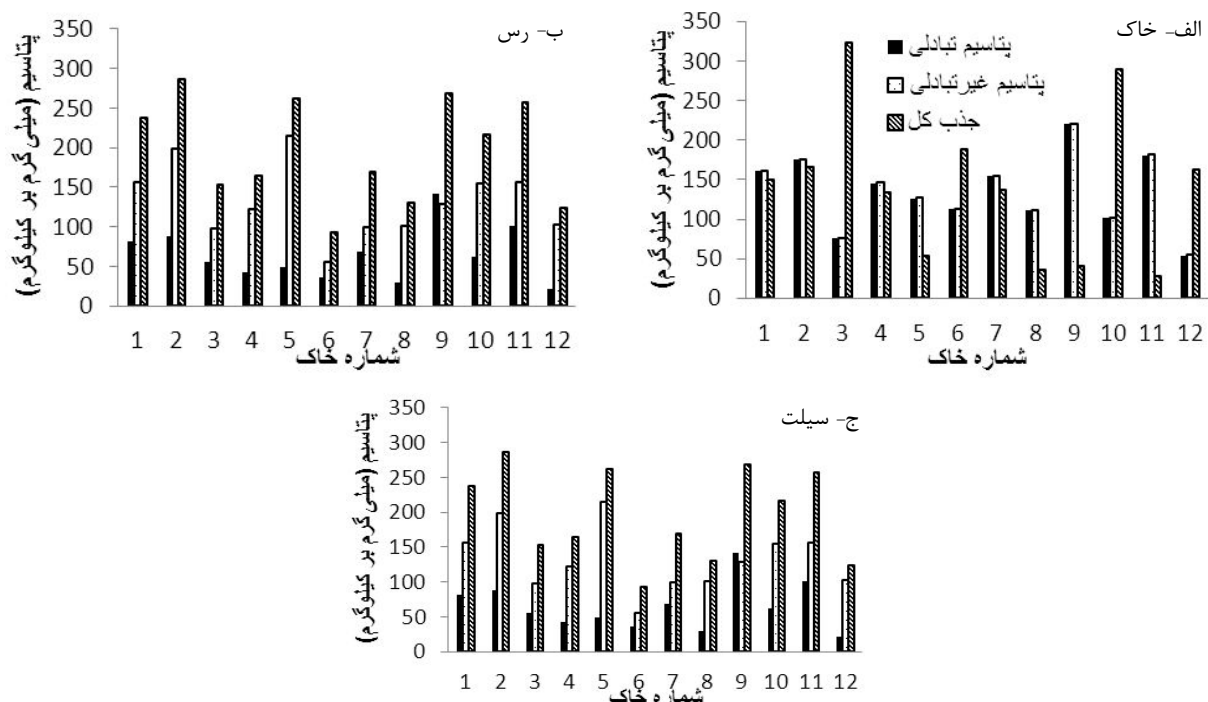 الف- خاک
پتاسیم (میلی گرم بر کیلوگرم)
350
300
250
200
150
100
50
0
پتاسیم تبادلی
پتاسیم غیرتبادلی
جذب کل
1 2 3 4 5 6 7 8 9 10 11 12
شماره خاک
ب- رس
پتاسیم (میلی گرم بر کیلوگرم)
350
300
250
200
150
100
50
0
1 2 3 4 5 6 7 8 9 10 11 12
شماره خاک
ج- سیلت
پتاسیم (میلی گرم بر کیلوگرم)
350
300
250
200
150
100
50
0
1 2 3 4 5 6 7 8 9 10 11 12
شماره خاک